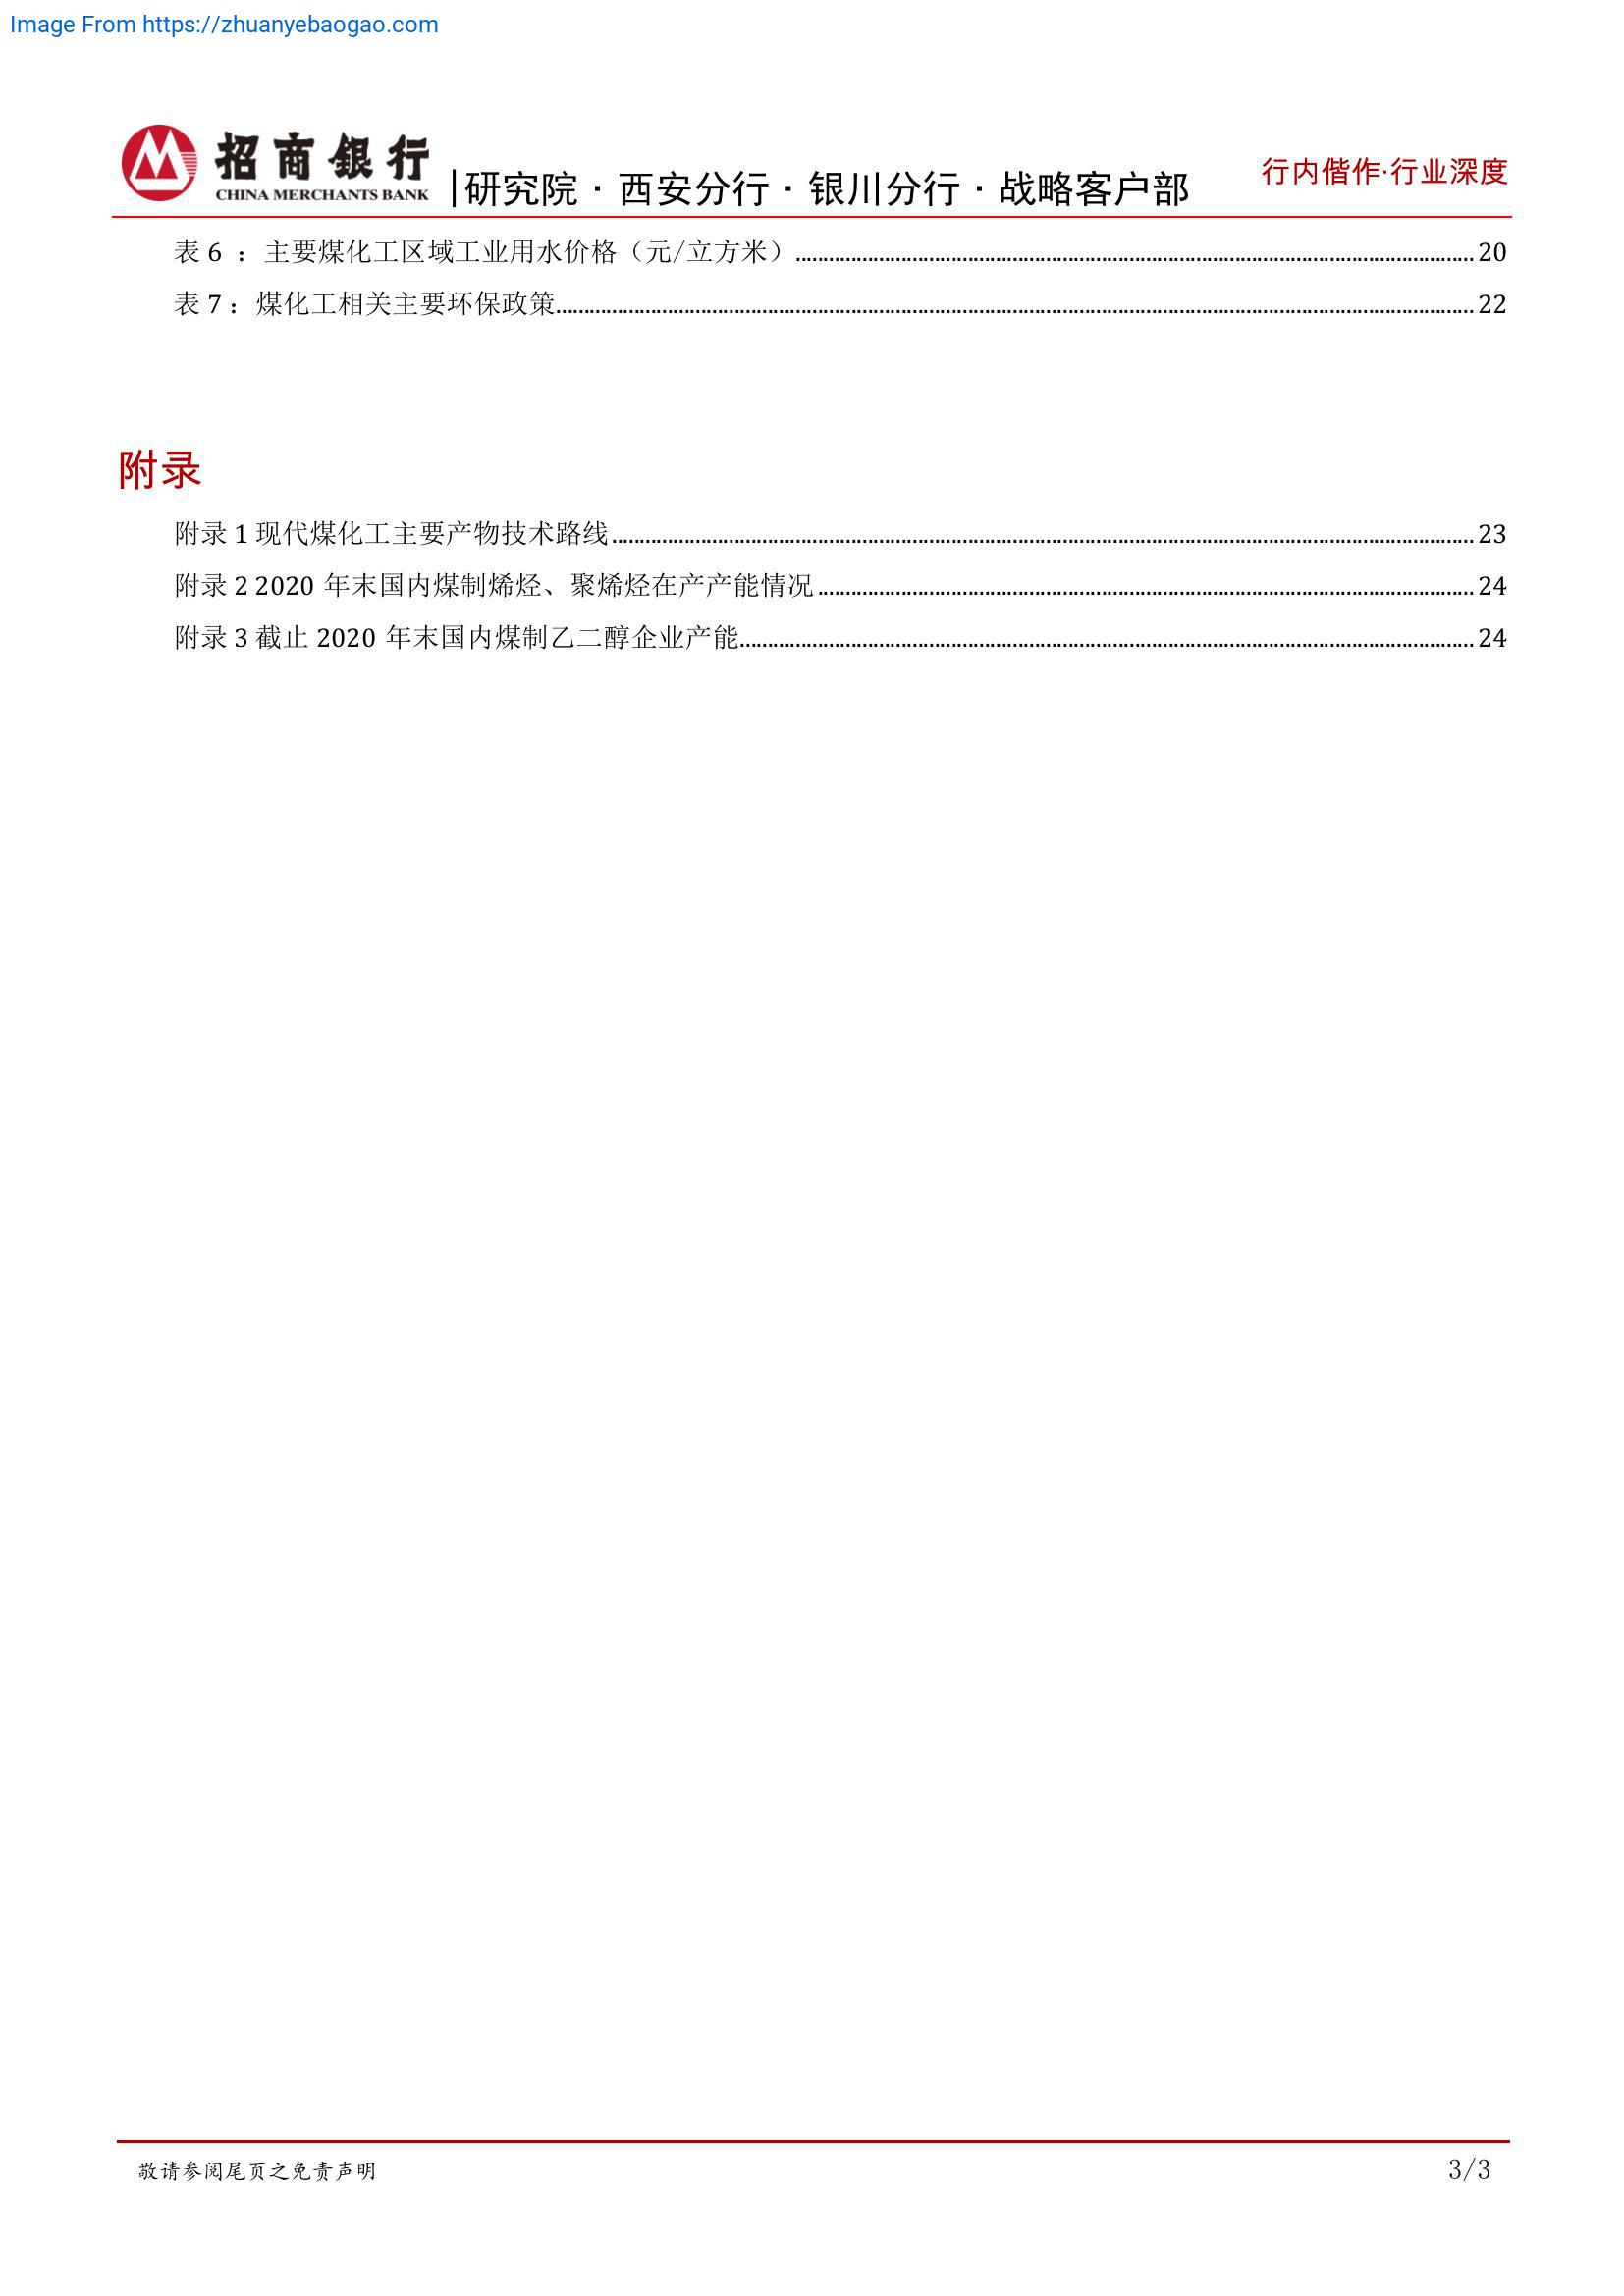 Image From https://zhuanyebaogao.com
招商銀行
CHINA MERCHANTS BANK
|研究院·西安分行·银川分行·战略客户部
行内偕作·行业深度
表 6 ：主要煤化工区域工业用水价格（元/立方米）........................20
表 7：煤化工相关主要环保政策........................22
附录
附录 1 现代煤化工主要产物技术路线........................23
附录 2 2020 年末国内煤制烯烃、聚烯烃在产产能情况........................24
附录 3 截止 2020 年末国内煤制乙二醇企业产能........................24
敬请参阅尾页之免责声明
3/3